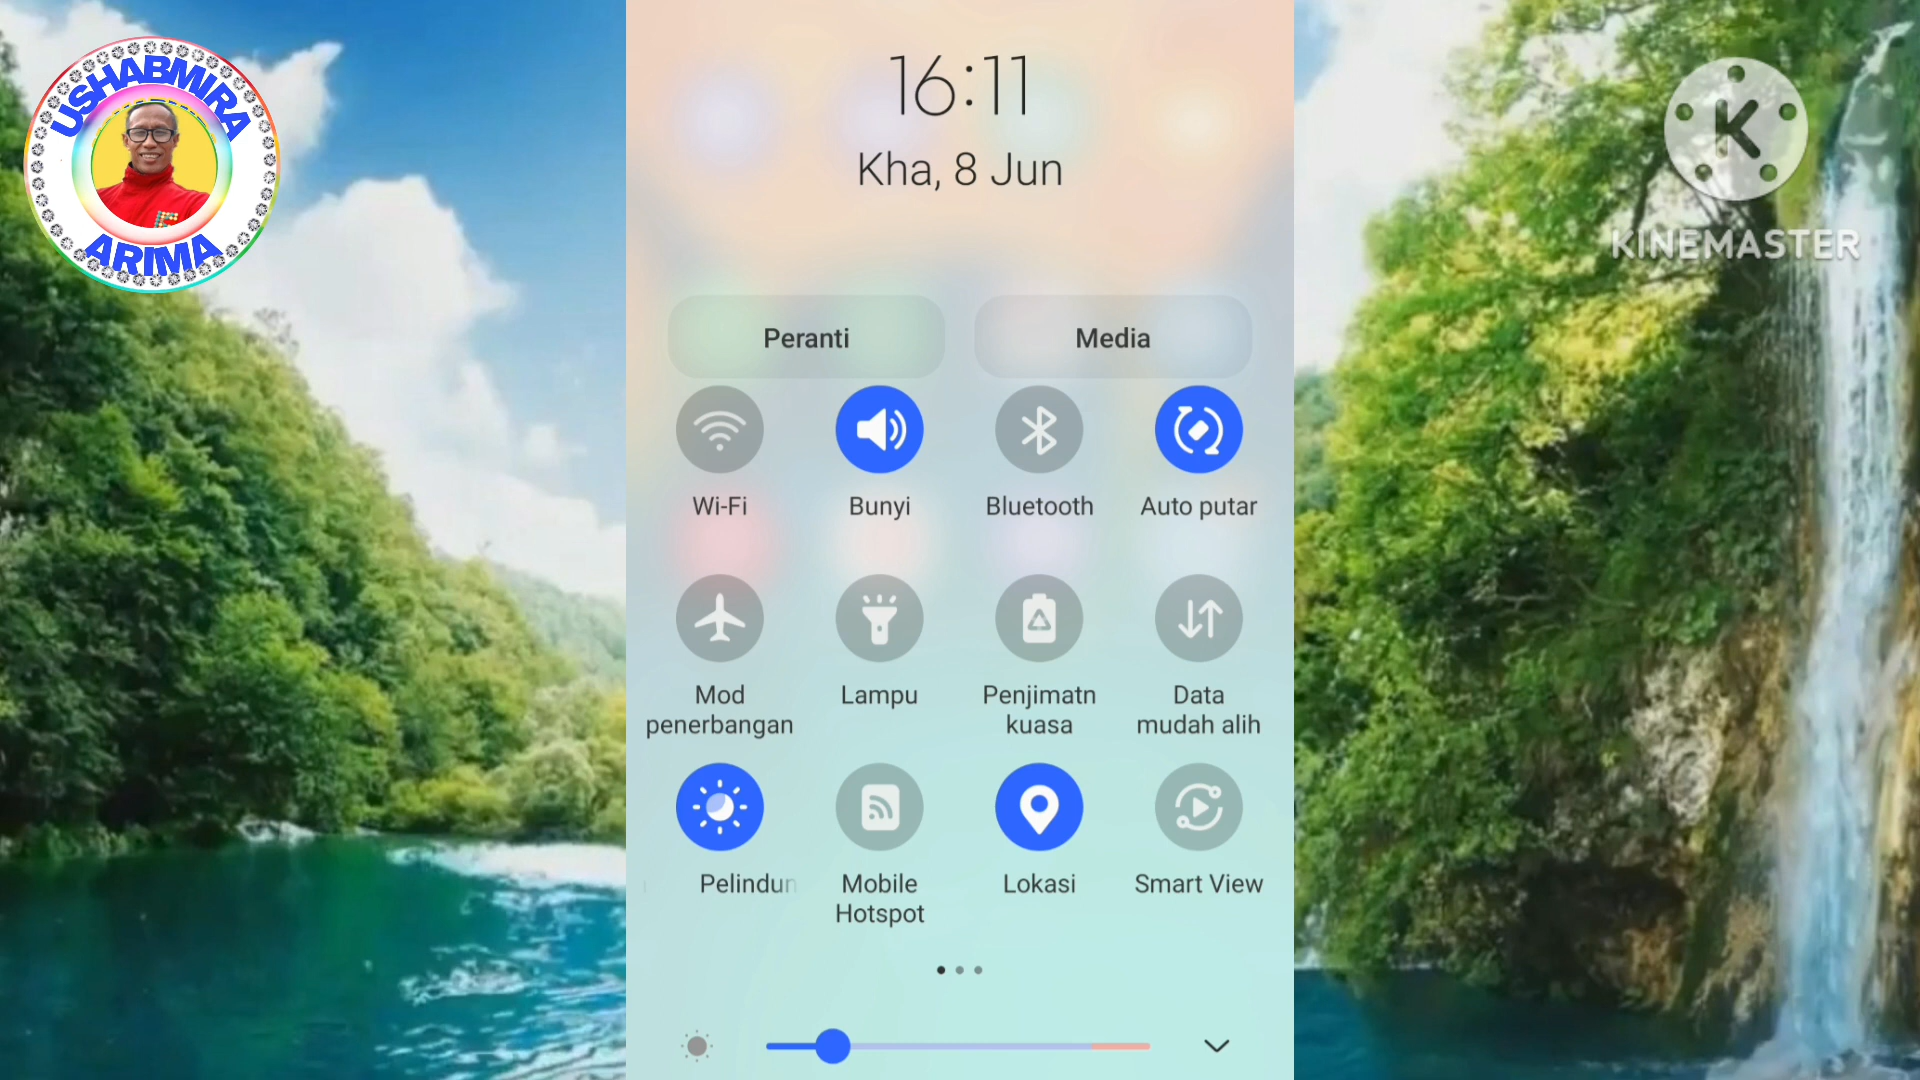 USHABMIRA
ARIMA
K
KINEMASTER
16:11
Kha, 8 Jun
Peranti
Media
Wi-Fi
Bunyi
Bluetooth
Auto putar
Mod
penerbangan
Lampu
Penjimatn
kuasa
Data
mudah alih
Pelindun
Mobile
Hotspot
Lokasi
Smart View